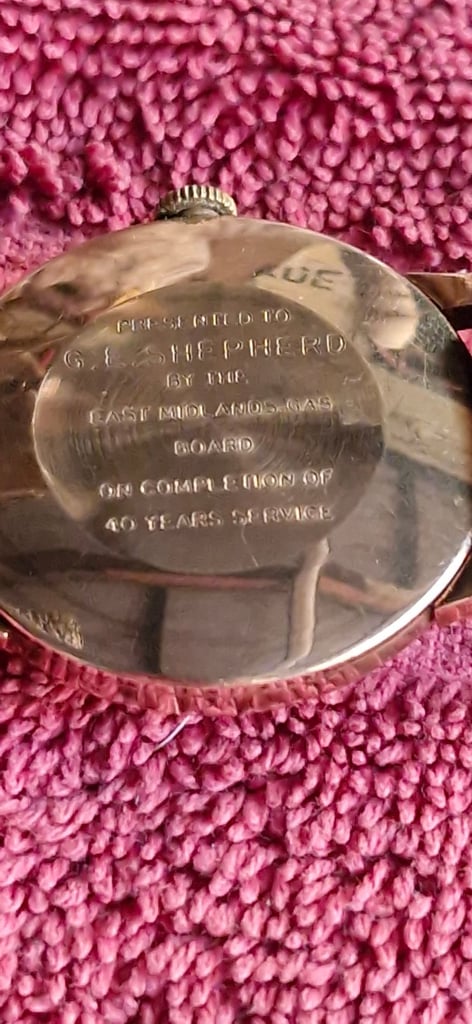 PRESENTED TO
G. E. SHEPHERD
BY THE
EAST MIDLANDS GAS
BOARD
ON COMPLETION OF
40 YEARS SERVICE